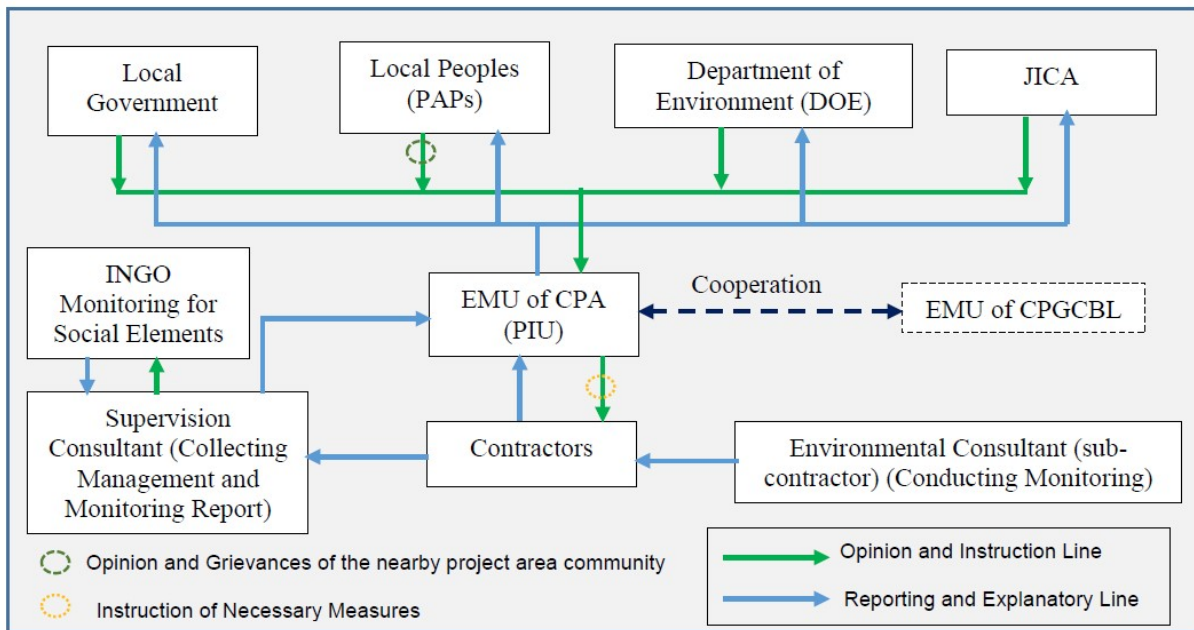 Local
Government
Local Peoples
(PAPs)
Department of
Environment (DOE)
JICA
INGO
Monitoring for
Social Elements
EMU of CPA
(PIU)
Cooperation
EMU of CPGCBL
Supervision
Consultant (Collecting
Management and
Monitoring Report)
Contractors
Environmental Consultant (sub-
contractor) (Conducting Monitoring)
Opinion and Grievances of the nearby project area community
Instruction of Necessary Measures
Opinion and Instruction Line
Reporting and Explanatory Line